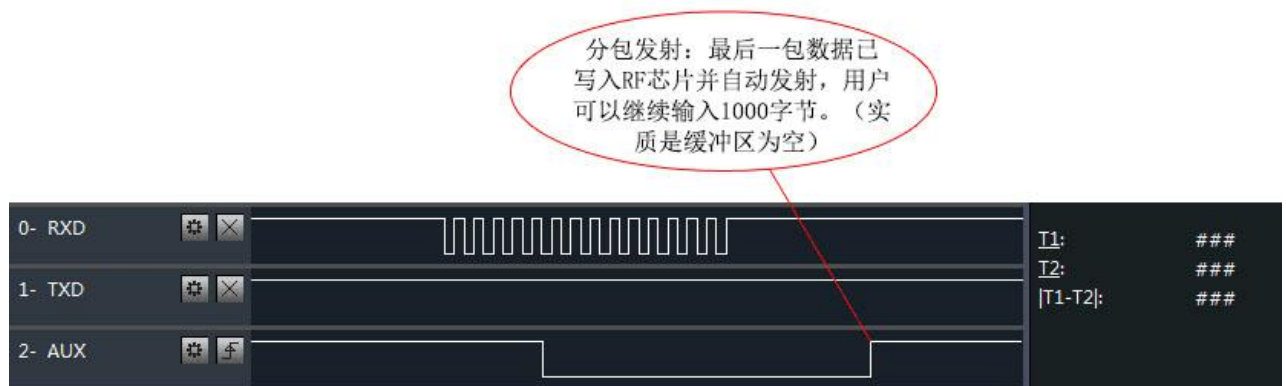 分包发射：最后一包数据已
写入RF芯片并自动发射，用户
可以继续输入1000字节。（实
质是缓冲区为空）
0- RXD
T1: ###
1- TXD
T2: ###
|T1-T2|: ###
2- AUX